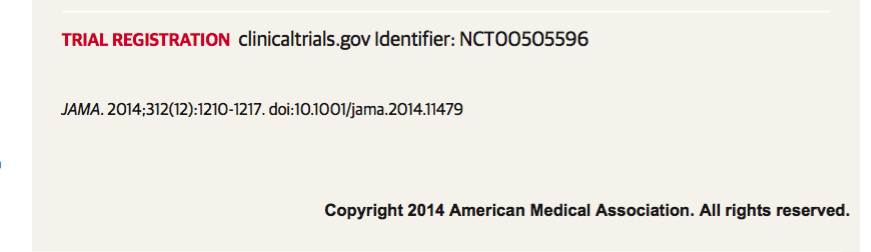 TRIAL REGISTRATION clinicaltrials.gov Identifier: NCT00505596
JAMA. 2014;312(12):1210-1217. doi:10.1001/jama.2014.11479
Copyright 2014 American Medical Association. All rights reserved.